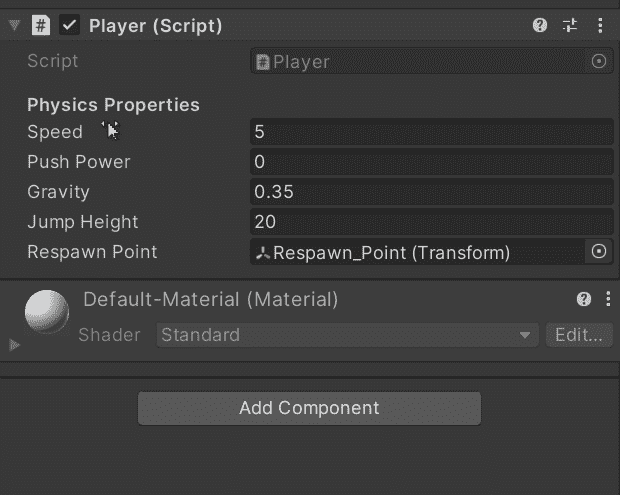 # Player (Script)
Script # Player
Physics Properties
Speed 5
Push Power 0
Gravity 0.35
Jump Height 20
Respawn Point Respawn_Point (Transform)
Default-Material (Material)
Shader Standard Edit...
Add Component